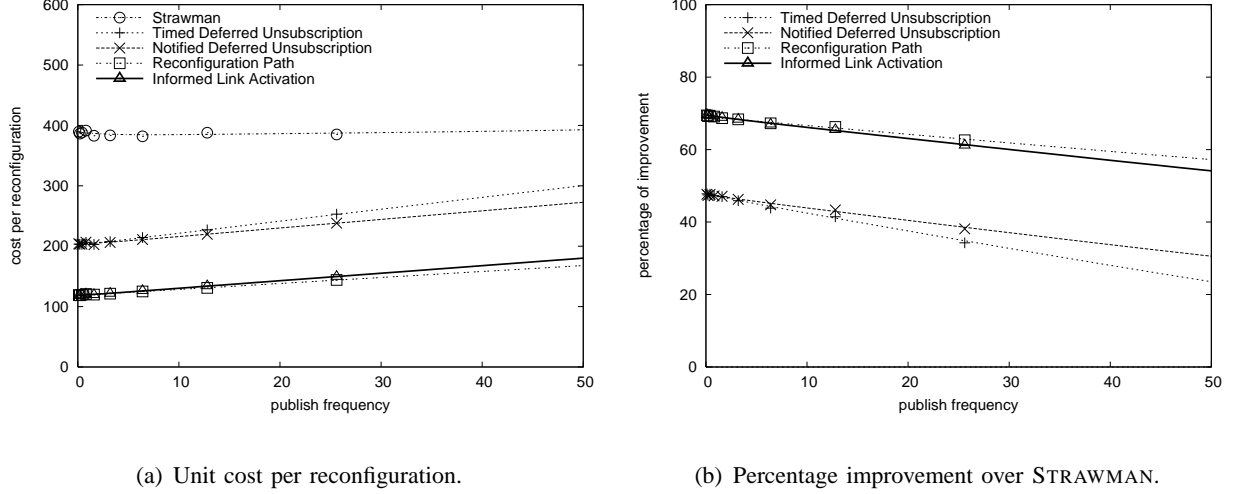 600
500
400
300
200
100
0
0 10 20 30 40 50
cost per reconfiguration
publish frequency
Strawman
Timed Deferred Unsubscription
Notified Deferred Unsubscription
Reconfiguration Path
Informed Link Activation
(a) Unit cost per reconfiguration.
100
80
60
40
20
0
0 10 20 30 40 50
percentage of improvement
publish frequency
Timed Deferred Unsubscription
Notified Deferred Unsubscription
Reconfiguration Path
Informed Link Activation
(b) Percentage improvement over STRAWMAN.